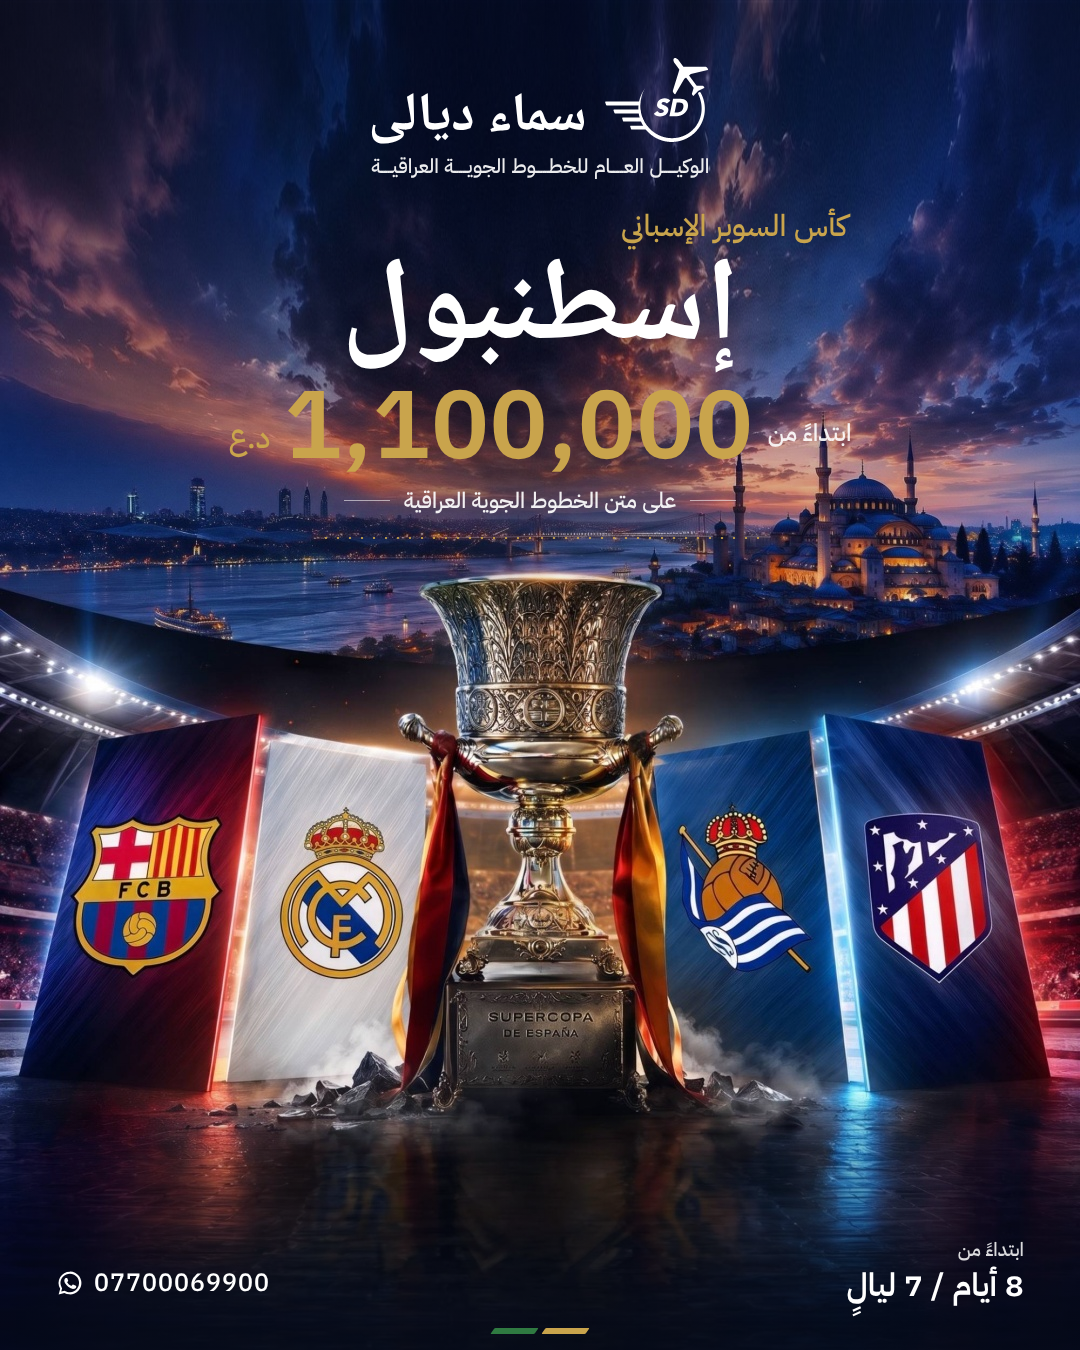 سماء ديالى
SD
الوكيـل العـام للخطـوط الجويـة العراقيـة
كأس السوبر الإسباني
إسطنبول
ابتداءً من 1,100,000 د.ع
على متن الخطوط الجوية العراقية
FCB
SUPERCOPA
DE ESPAÑA
ابتداءً من
8 أيام / 7 ليالٍ
07700069900